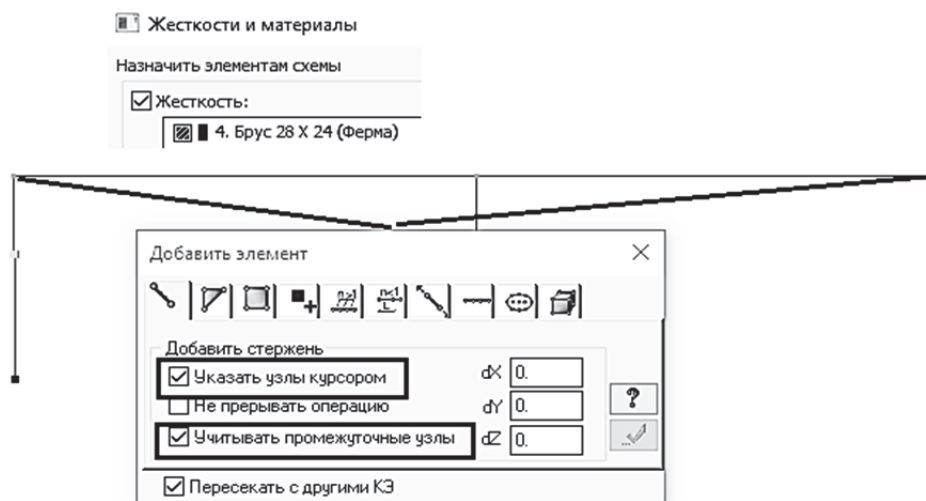 Жесткости и материалы
Назначить элементам схемы
Жесткость:
4. Брус 28 X 24 (Ферма)
Добавить элемент
Добавить стержень
Указать узлы курсором
dX 0.
Не прерывать операцию
dY 0.
?
Учитывать промежуточные узлы
dZ 0.
Пересекать с другими КЭ